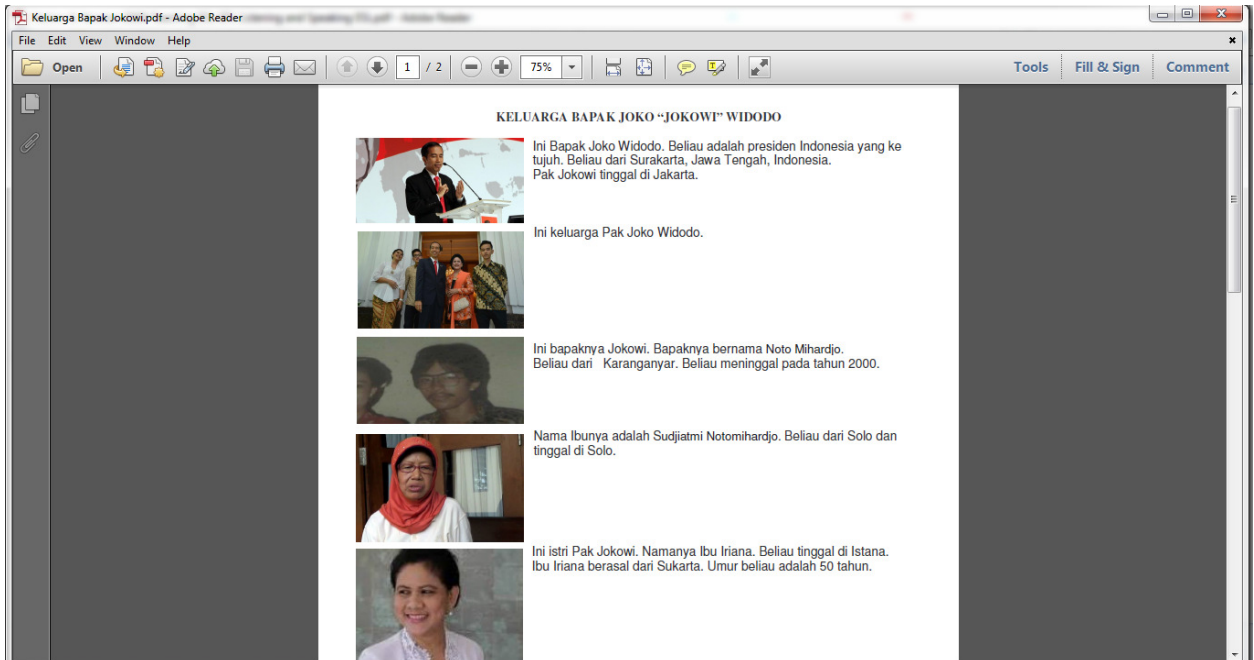 Keluarga Bapak Jokowi.pdf - Adobe Reader
File Edit View Window Help
Open 1 / 2 75% Tools Fill & Sign Comment
KELUARGA BAPAK JOKO “JOKOWI” WIDODO
Ini Bapak Joko Widodo. Beliau adalah presiden Indonesia yang ke
tujuh. Beliau dari Surakarta, Jawa Tengah, Indonesia.
Pak Jokowi tinggal di Jakarta.
Ini keluarga Pak Joko Widodo.
Ini bapaknya Jokowi. Bapaknya bernama Noto Mihardjo.
Beliau dari Karanganyar. Beliau meninggal pada tahun 2000.
Nama Ibunya adalah Sudjiatmi Notomihardjo. Beliau dari Solo dan
tinggal di Solo.
Ini istri Pak Jokowi. Namanya Ibu Iriana. Beliau tinggal di Istana.
Ibu Iriana berasal dari Sukarta. Umur beliau adalah 50 tahun.